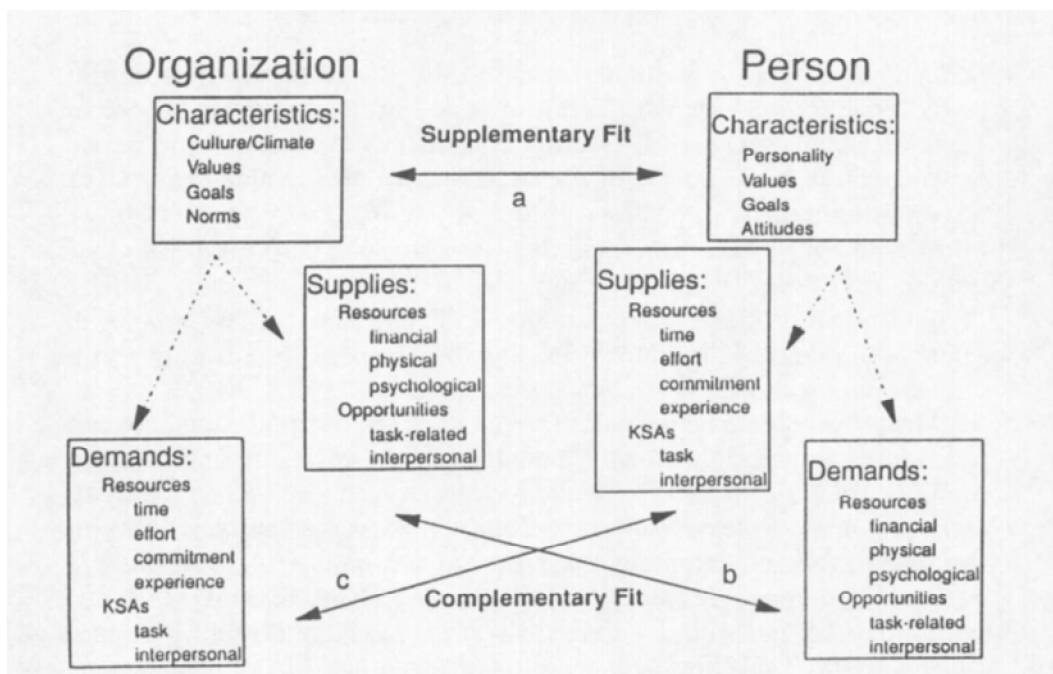 Organization
Person
Characteristics:
Culture/Climate
Values
Goals
Norms
Supplementary Fit
a
Characteristics:
Personality
Values
Goals
Attitudes
Supplies:
Resources
financial
physical
psychological
Opportunities
task-related
interpersonal
Supplies:
Resources
time
effort
commitment
experience
KSAs
task
interpersonal
Demands:
Resources
time
effort
commitment
experience
KSAs
task
interpersonal
c
Complementary Fit
b
Demands:
Resources
financial
physical
psychological
Opportunities
task-related
interpersonal